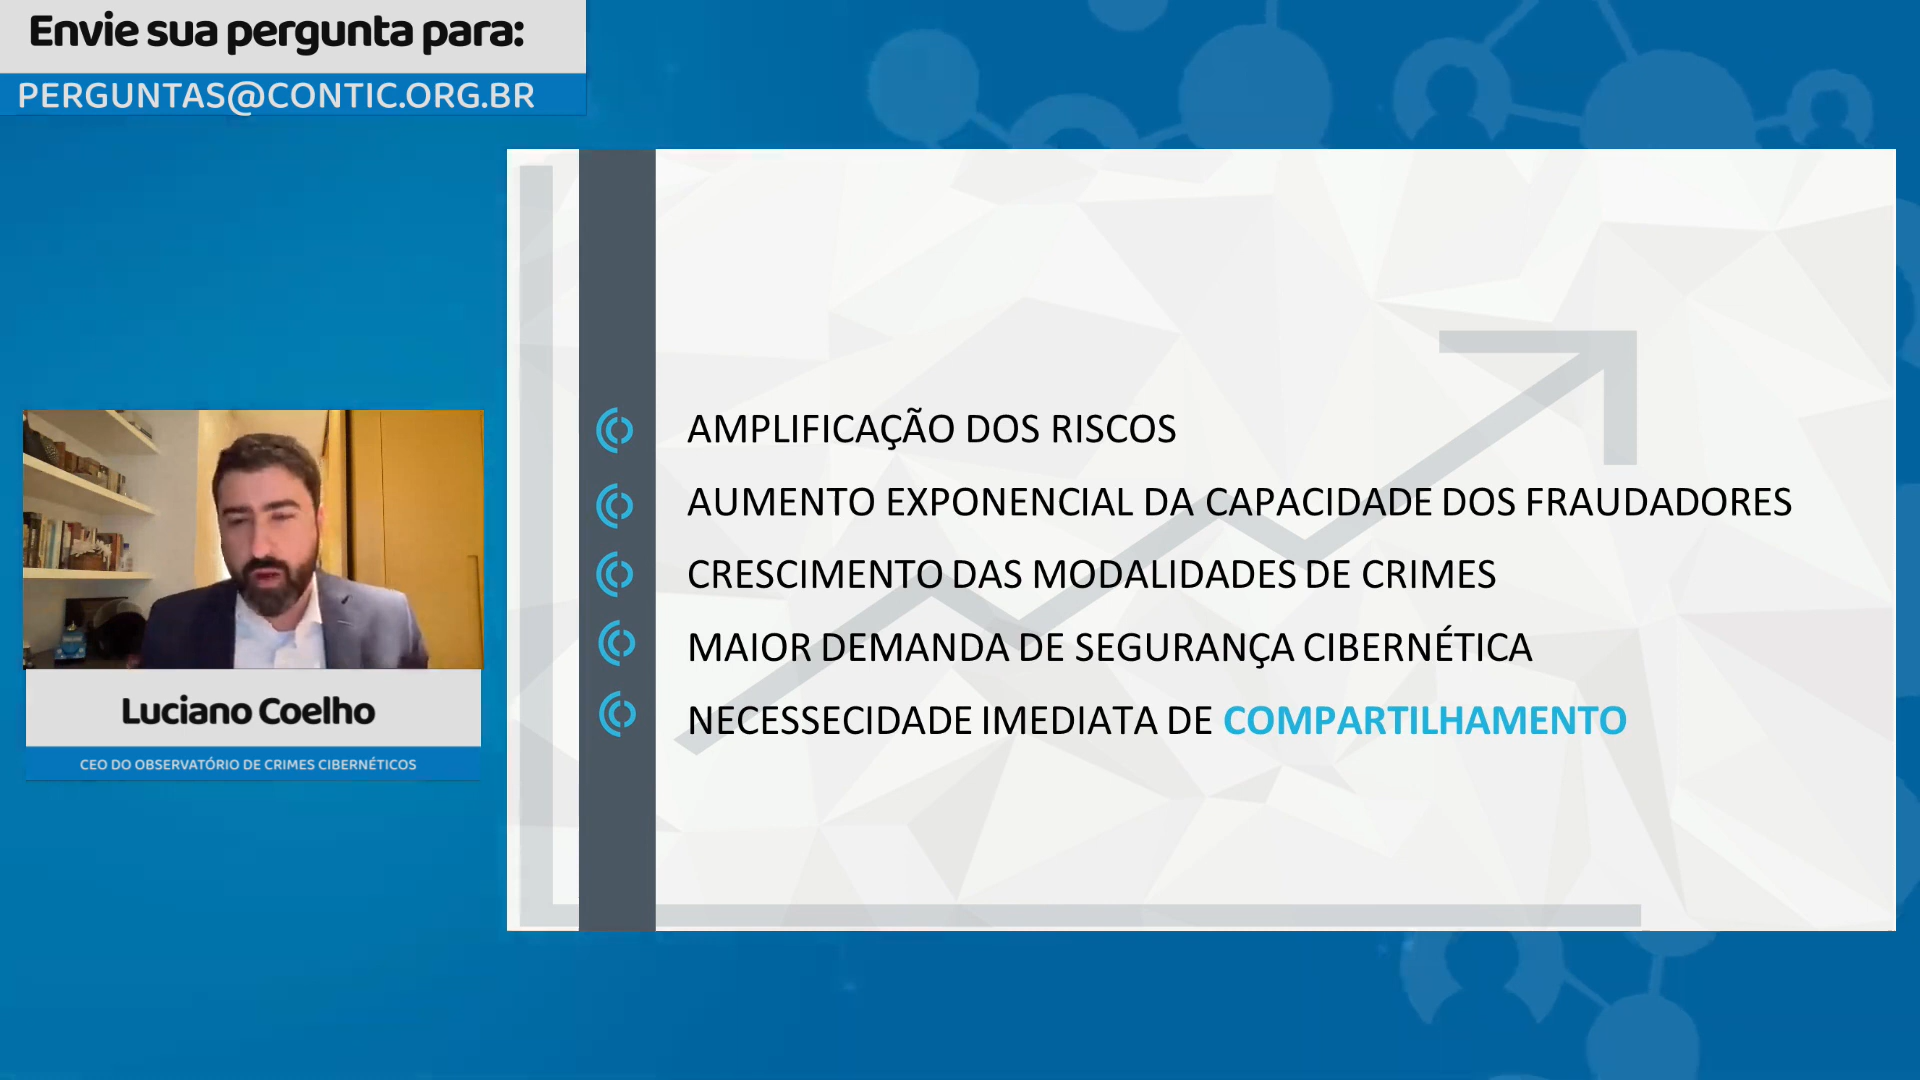 Envie sua pergunta para:
PERGUNTAS@CONTIC.ORG.BR
AMPLIFICAÇÃO DOS RISCOS
AUMENTO EXPONENCIAL DA CAPACIDADE DOS FRAUDADORES
CRESCIMENTO DAS MODALIDADES DE CRIMES
MAIOR DEMANDA DE SEGURANÇA CIBERNÉTICA
NECESSECIDADE IMEDIATA DE COMPARTILHAMENTO
Luciano Coelho
CEO DO OBSERVATÓRIO DE CRIMES CIBERNÉTICOS